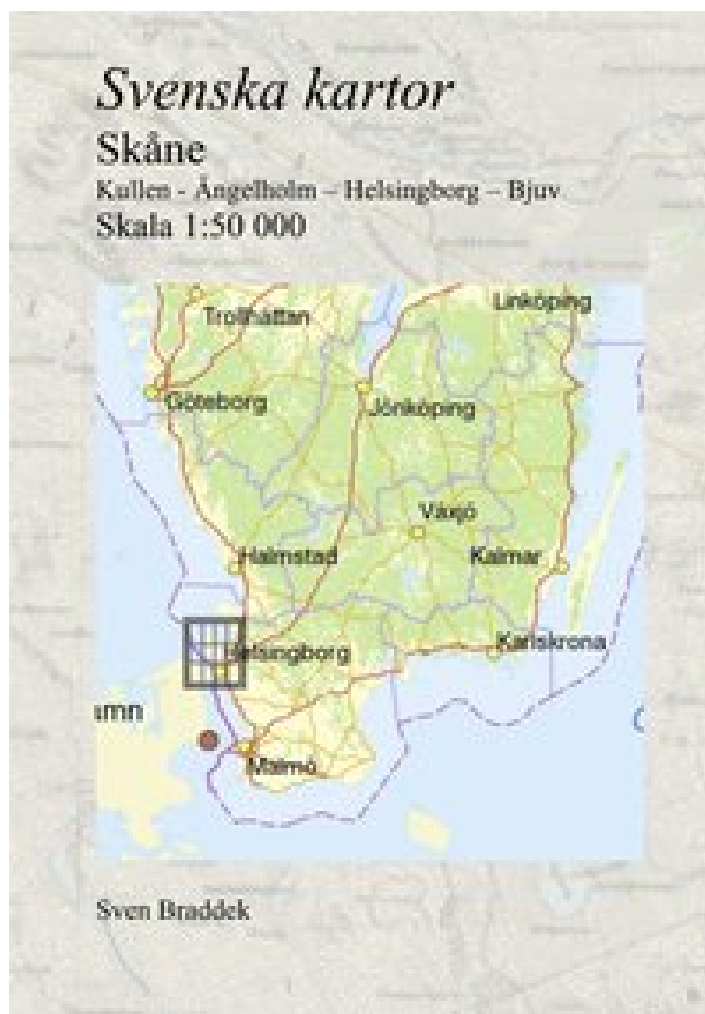 Svenska kartor
Skåne
Kullen - Ängelholm – Helsingborg – Bjuv
Skala 1:50 000
Linköping
Trollhättan
Göteborg
Jönköping
Växjö
Halmstad
Kalmar
Karlskrona
Helsingborg
amn
Malmö
Sven Braddek